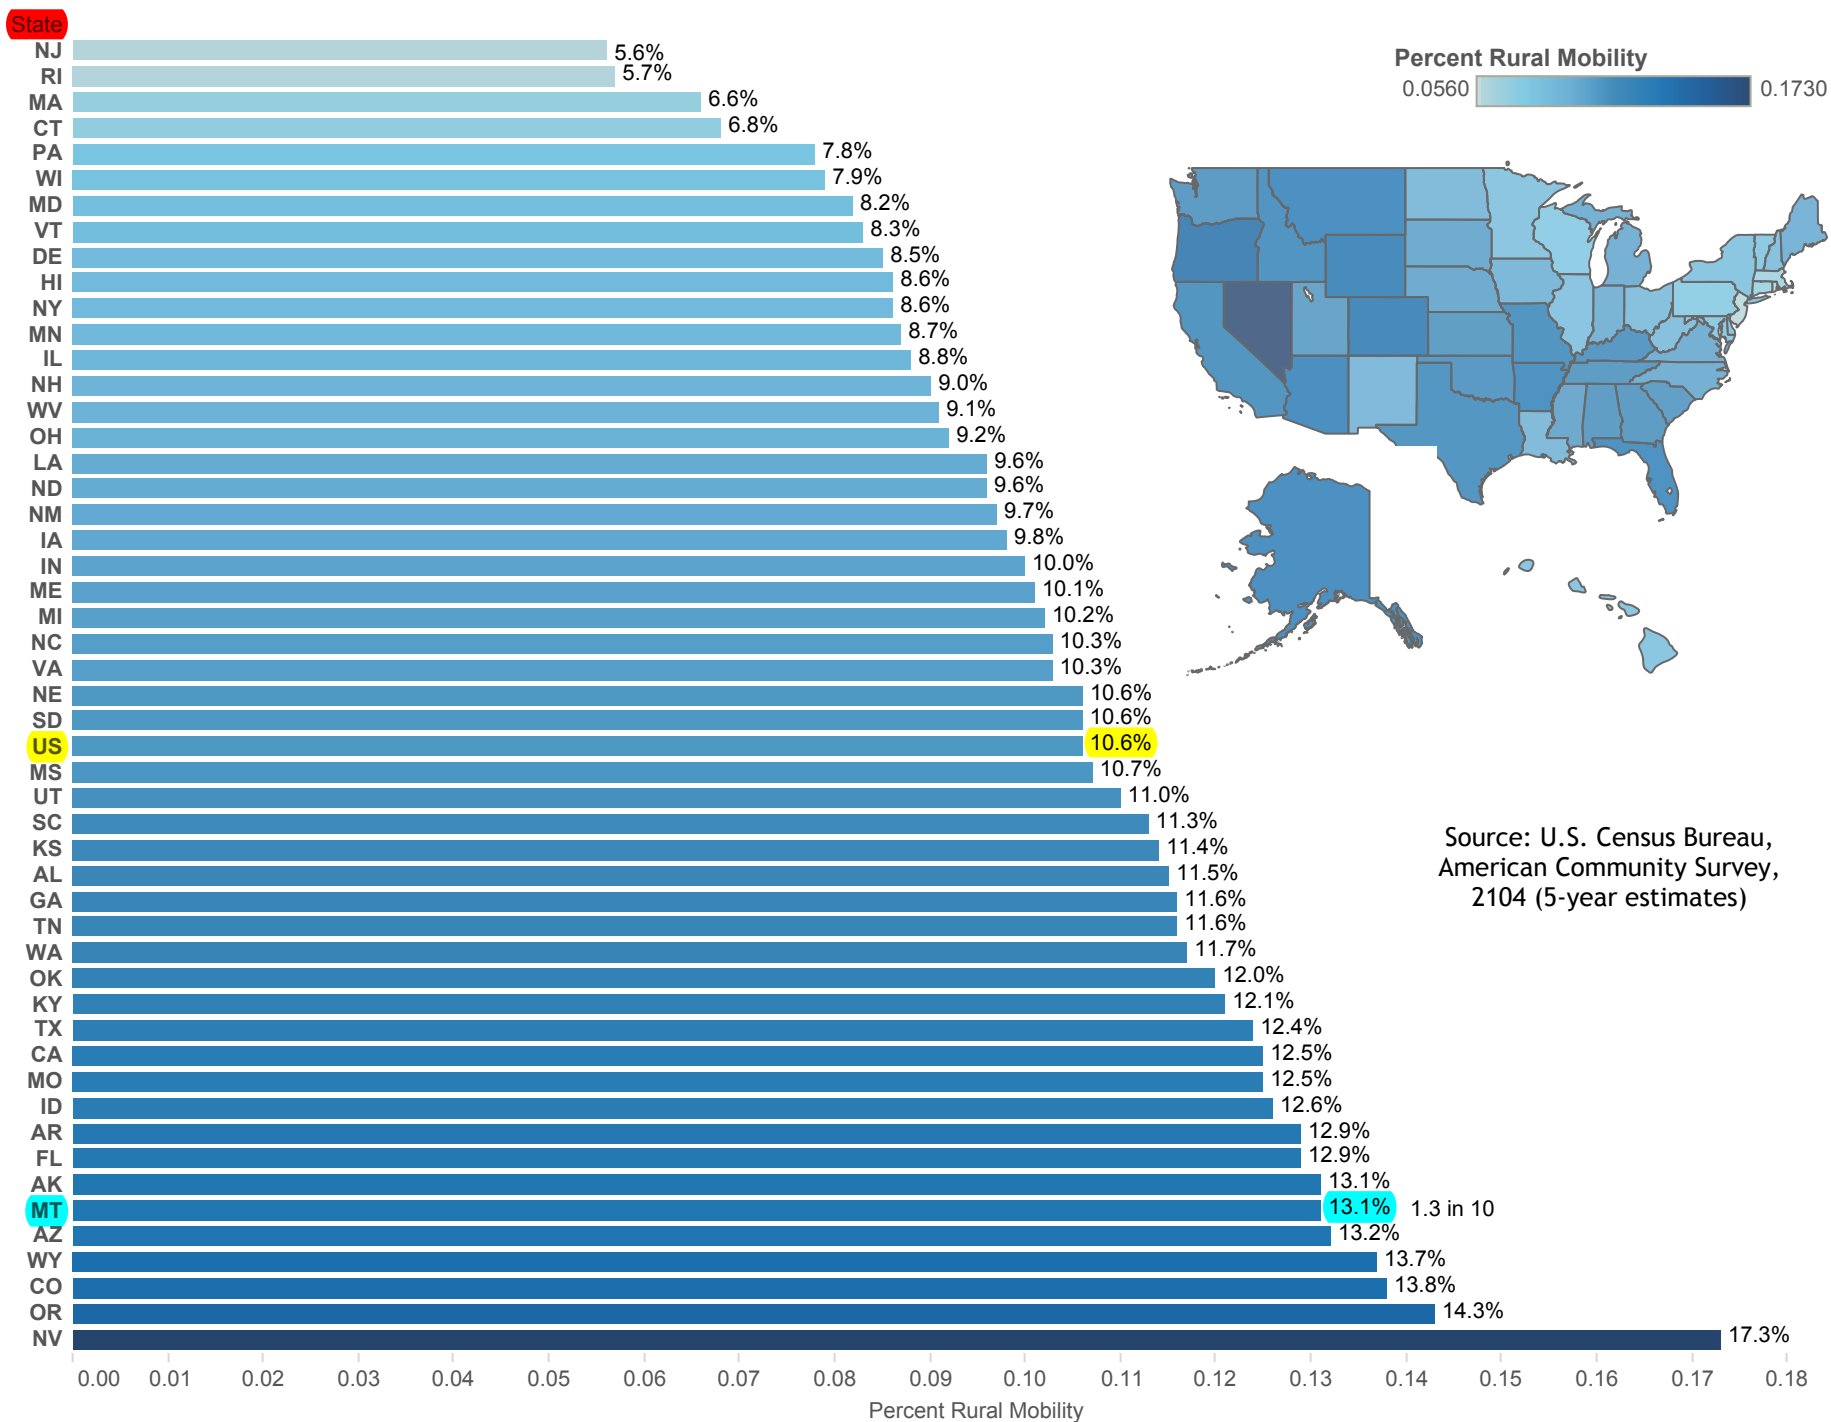 State
NJ 5.6%
RI 5.7%
MA 6.6%
CT 6.8%
PA 7.8%
WI 7.9%
MD 8.2%
VT 8.3%
DE 8.5%
HI 8.6%
NY 8.6%
MN 8.7%
IL 8.8%
NH 9.0%
WV 9.1%
OH 9.2%
LA 9.6%
ND 9.6%
NM 9.7%
IA 9.8%
IN 10.0%
ME 10.1%
MI 10.2%
NC 10.3%
VA 10.3%
NE 10.6%
SD 10.6%
US 10.6%
MS 10.7%
UT 11.0%
SC 11.3%
KS 11.4%
AL 11.5%
GA 11.6%
TN 11.6%
WA 11.7%
OK 12.0%
KY 12.1%
TX 12.4%
CA 12.5%
MO 12.5%
ID 12.6%
AR 12.9%
FL 12.9%
AK 13.1%
MT 13.1% 1.3 in 10
AZ 13.2%
WY 13.7%
CO 13.8%
OR 14.3%
NV 17.3%
0.00 0.01 0.02 0.03 0.04 0.05 0.06 0.07 0.08 0.09 0.10 0.11 0.12 0.13 0.14 0.15 0.16 0.17 0.18
Percent Rural Mobility
Percent Rural Mobility
0.0560 0.1730
Source: U.S. Census Bureau,
American Community Survey,
2104 (5-year estimates)